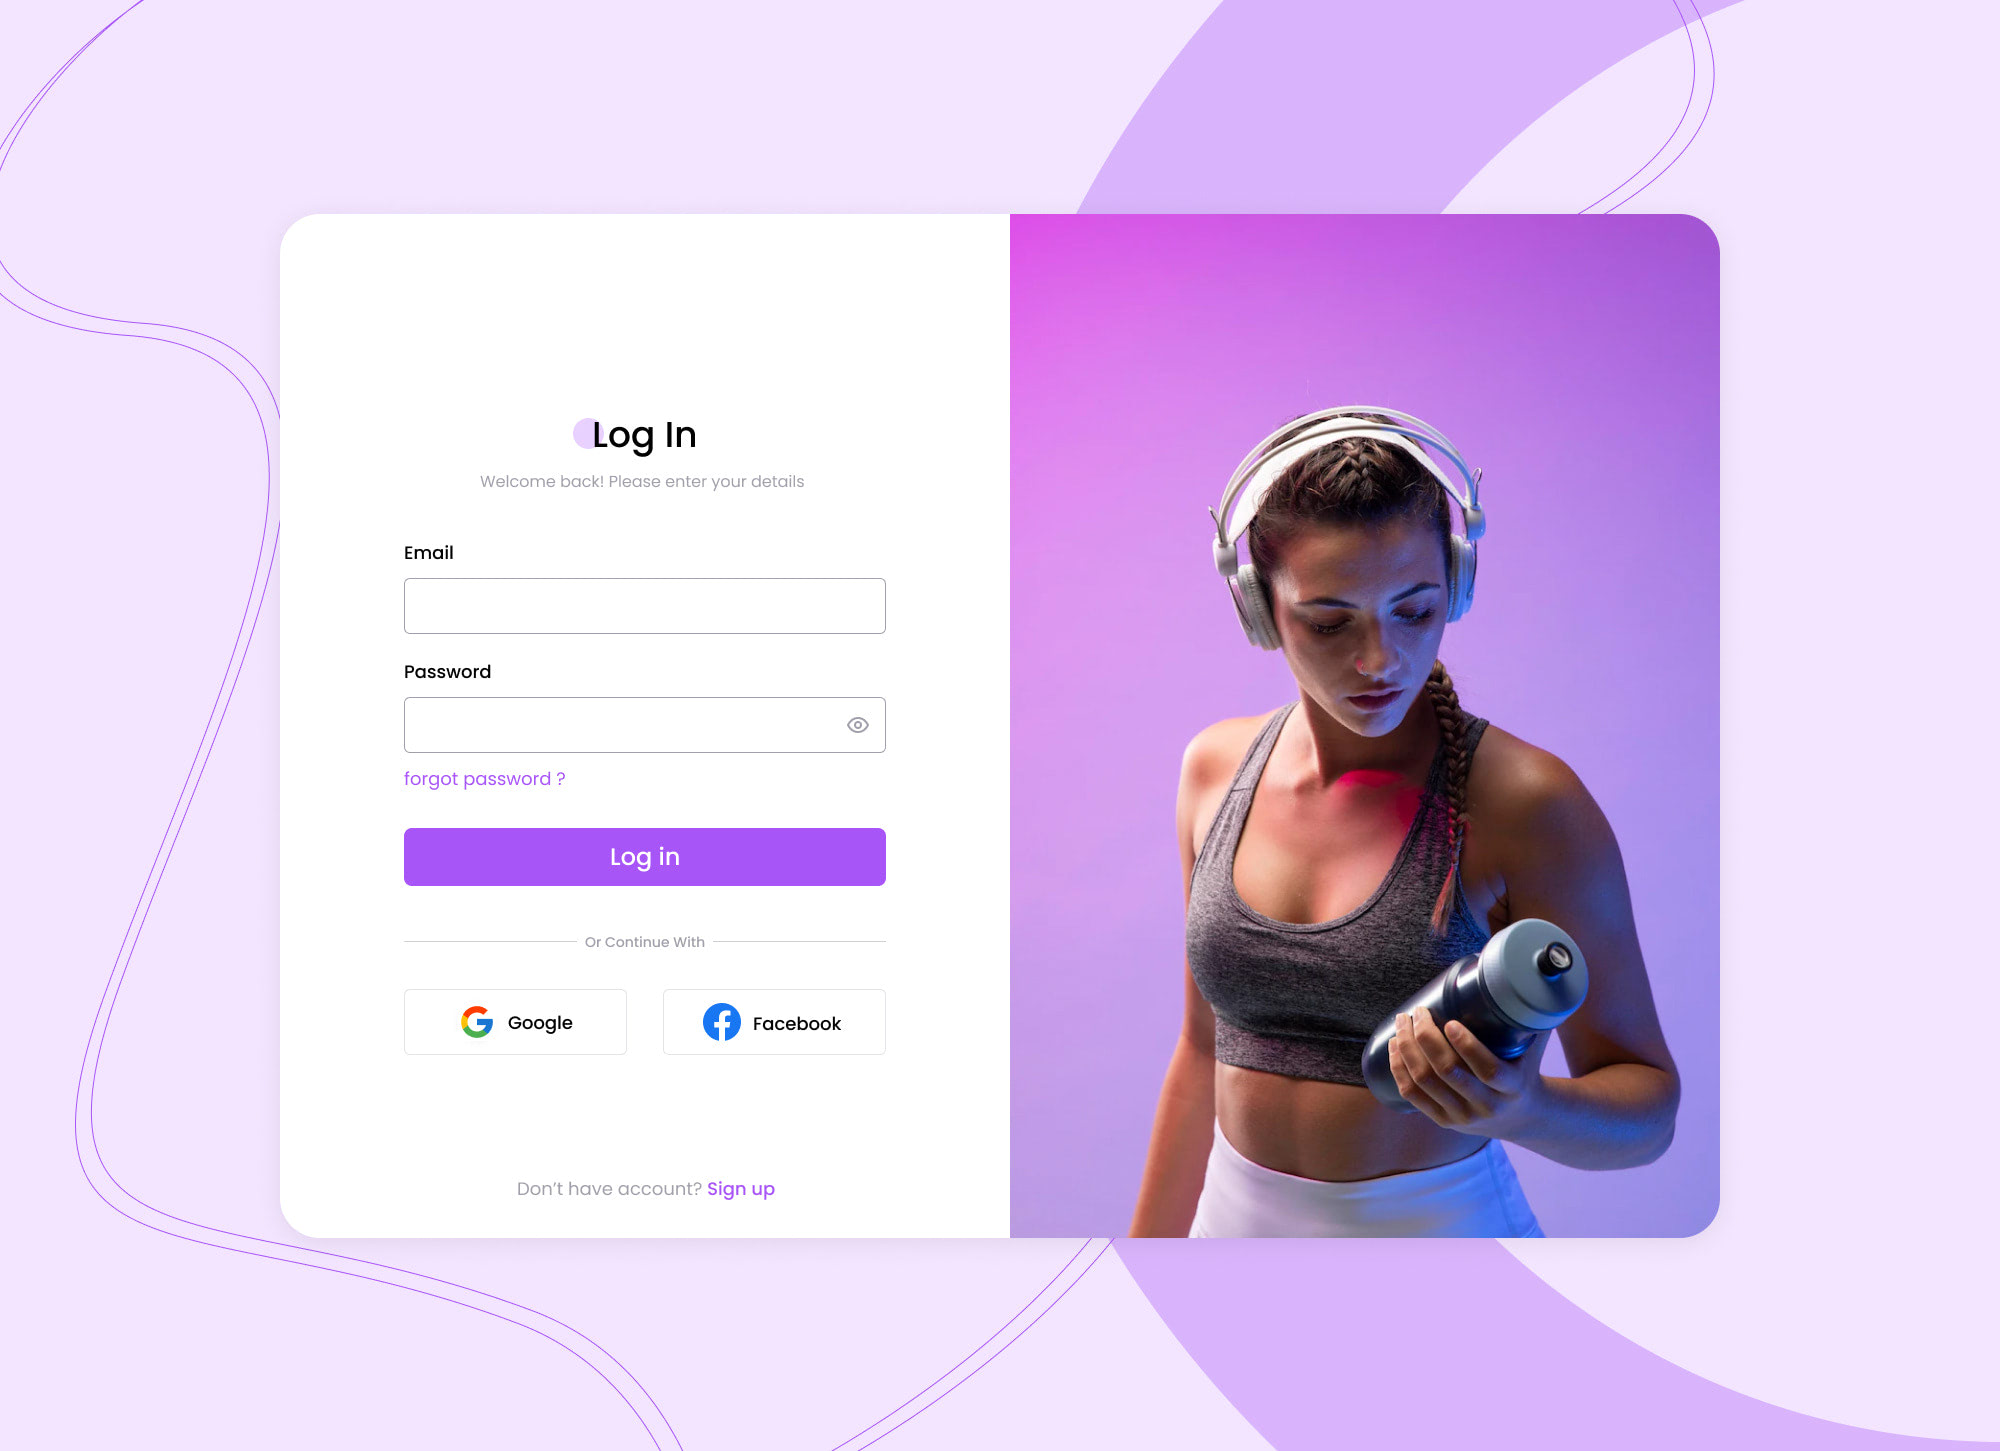 Log In
Welcome back! Please enter your details
Email
Password
forgot password ?
Log in
Or Continue With
Google
Facebook
Don’t have account? Sign up